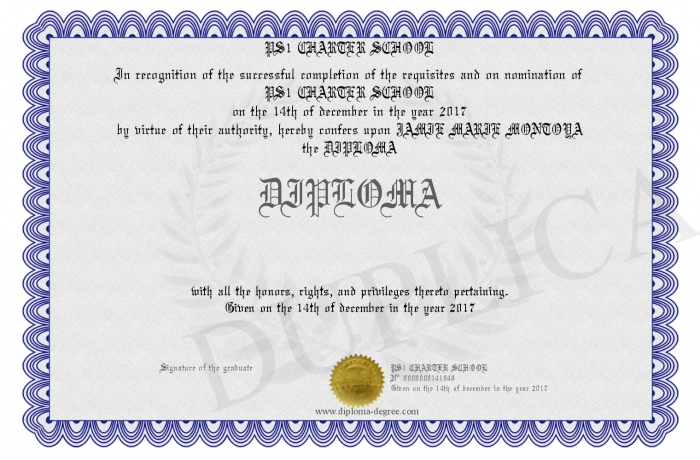 PS1 CHARTER SCHOOL
In recognition of the successful completion of the requisites and on nomination of
PS1 CHARTER SCHOOL
on the 14th of december in the year 2017
by virtue of their authority, hereby confers upon JAMIE MARIE MONTOYA
the DIPLOMA
DIPLOMA
with all the honors, rights, and privileges thereto pertaining.
Given on the 14th of december in the year 2017
Signature of the graduate
PS1 CHARTER SCHOOL
N° 0000000141948
Given on the 14th of december in the year 2017
www.diploma-degree.com
DUPLICA